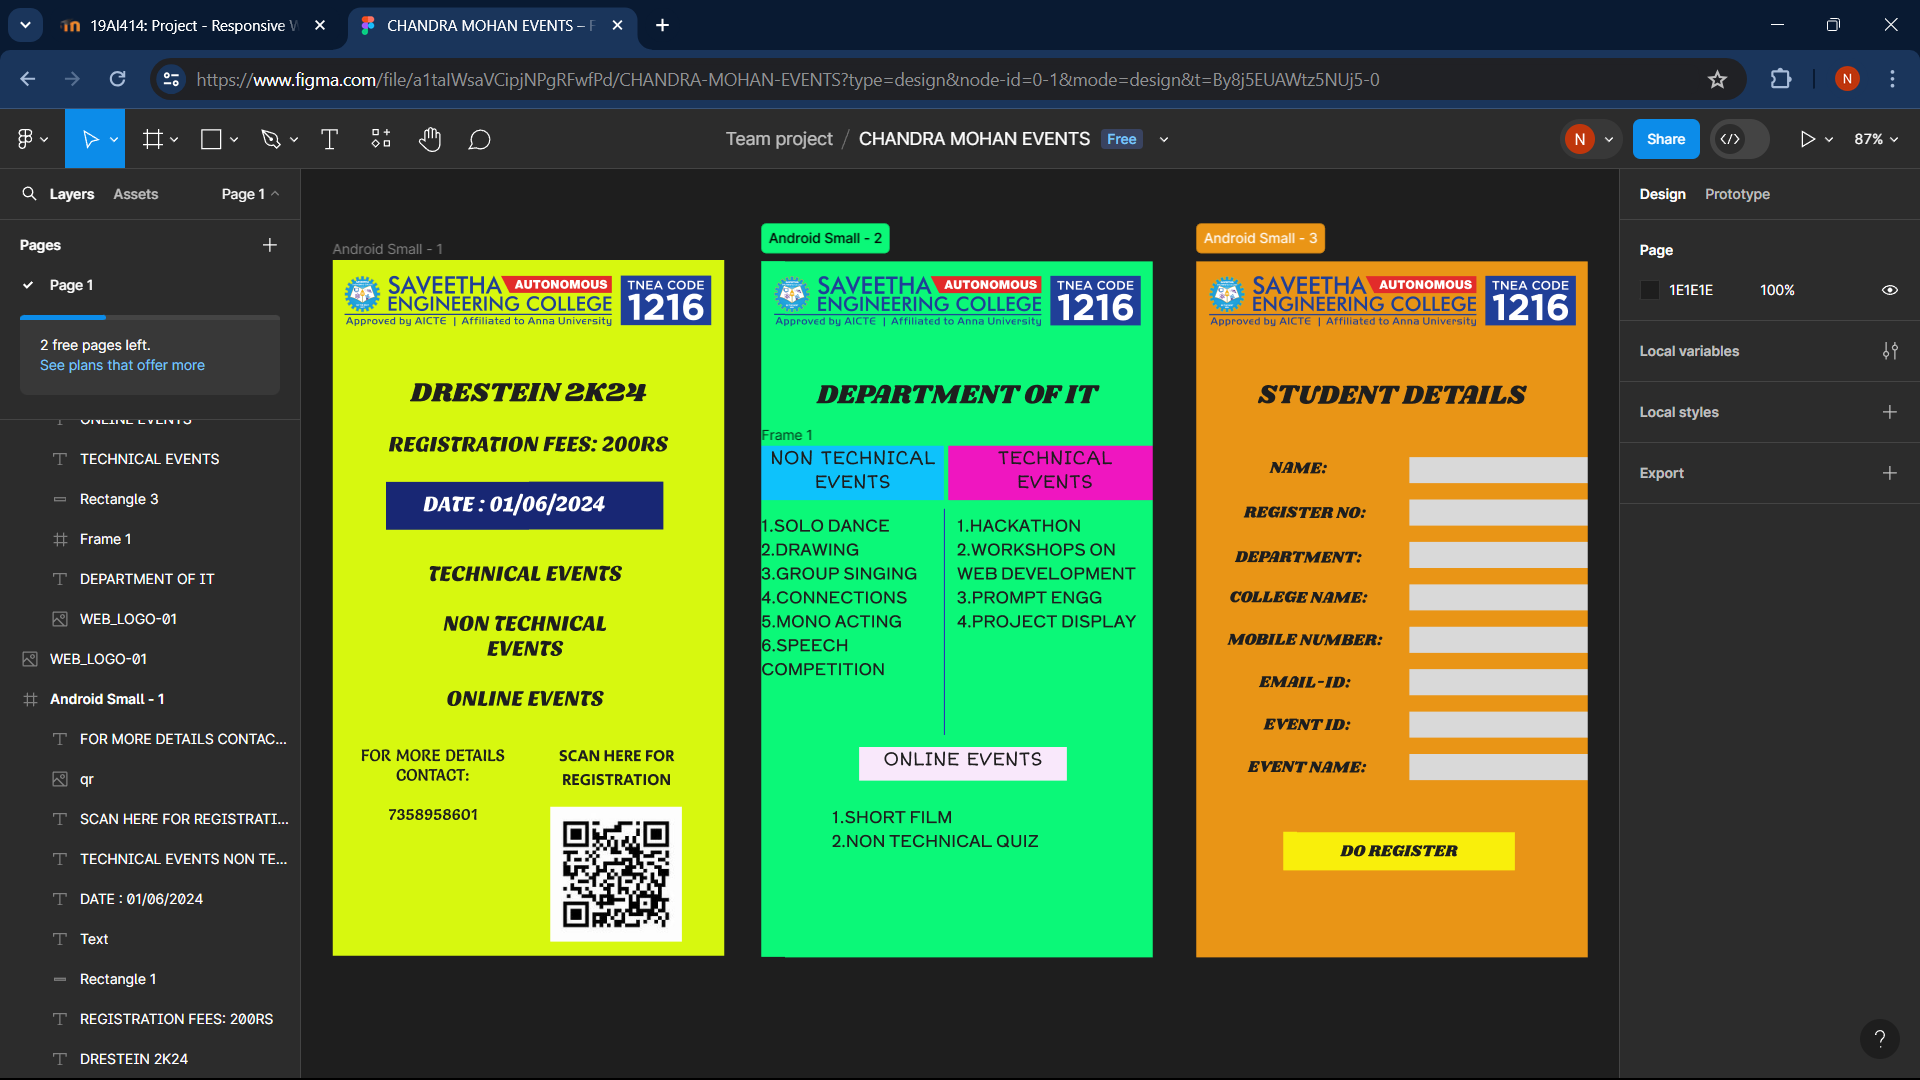 19AI414: Project - Responsive W
CHANDRA MOHAN EVENTS – F
https://www.figma.com/file/a1taIWsaVCipjNPgRFwfPd/CHANDRA-MOHAN-EVENTS?type=design&node-id=0-1&mode=design&t=By8j5EUAWtz5NUj5-0
N
Team project / CHANDRA MOHAN EVENTS Free
N
Share
87%
Layers
Assets
Page 1
Pages
Page 1
2 free pages left.
See plans that offer more
ONLINE EVENTS
TECHNICAL EVENTS
Rectangle 3
Frame 1
DEPARTMENT OF IT
WEB_LOGO-01
WEB_LOGO-01
Android Small - 1
FOR MORE DETAILS CONTAC...
qr
SCAN HERE FOR REGISTRATI...
TECHNICAL EVENTS NON TE...
DATE : 01/06/2024
Text
Rectangle 1
REGISTRATION FEES: 200RS
DRESTEIN 2K24
Android Small - 1
SAVEETHA AUTONOMOUS
ENGINEERING COLLEGE
Approved by AICTE | Affiliated to Anna University
TNEA CODE
1216
DRESTEIN 2K24
REGISTRATION FEES: 200RS
DATE : 01/06/2024
TECHNICAL EVENTS
NON TECHNICAL
EVENTS
ONLINE EVENTS
FOR MORE DETAILS
CONTACT:
7358958601
SCAN HERE FOR
REGISTRATION
Android Small - 2
SAVEETHA AUTONOMOUS
ENGINEERING COLLEGE
Approved by AICTE | Affiliated to Anna University
TNEA CODE
1216
DEPARTMENT OF IT
Frame 1
NON TECHNICAL
EVENTS
TECHNICAL
EVENTS
1.SOLO DANCE
2.DRAWING
3.GROUP SINGING
4.CONNECTIONS
5.MONO ACTING
6.SPEECH
COMPETITION
1.HACKATHON
2.WORKSHOPS ON
WEB DEVELOPMENT
3.PROMPT ENGG
4.PROJECT DISPLAY
ONLINE EVENTS
1.SHORT FILM
2.NON TECHNICAL QUIZ
Android Small - 3
SAVEETHA AUTONOMOUS
ENGINEERING COLLEGE
Approved by AICTE | Affiliated to Anna University
TNEA CODE
1216
STUDENT DETAILS
NAME:
REGISTER NO:
DEPARTMENT:
COLLEGE NAME:
MOBILE NUMBER:
EMAIL-ID:
EVENT ID:
EVENT NAME:
DO REGISTER
Design
Prototype
Page
1E1E1E
100%
Local variables
Local styles
Export
?